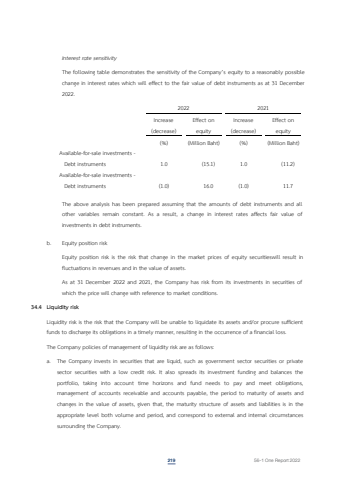 Interest rate sensitivity
The following table demonstrates the sensitivity of the Company's equity to a reasonably possible
change in interest rates which will effect to the fair value of debt instruments as at 31 December
2022.
2022 2021
Increase Effect on Increase Effect on
(decrease) equity (decrease) equity
(%) (Million Baht) (%) (Million Baht)
Available-for-sale investments -
Debt instruments 1.0 (15.1) 1.0 (11.2)
Available-for-sale investments -
Debt instruments (1.0) 16.0 (1.0) 11.7
The above analysis has been prepared assuming that the amounts of debt instruments and all
other variables remain constant. As a result, a change in interest rates affects fair value of
investments in debt instruments.
b. Equity position risk
Equity position risk is the risk that change in the market prices of equity securitieswill result in
fluctuations in revenues and in the value of assets.
As at 31 December 2022 and 2021, the Company has risk from its investments in securities of
which the price will change with reference to market conditions.
34.4 Liquidity risk
Liquidity risk is the risk that the Company will be unable to liquidate its assets and/or procure sufficient
funds to discharge its obligations in a timely manner, resulting in the occurrence of a financial loss.
The Company policies of management of liquidity risk are as follow:
a. The Company invests in securities that are liquid, such as government sector securities or private
sector securities with a low credit risk. It also spreads its investment funding and balances the
portfolio, taking into account time horizons and fund needs to pay and meet obligations,
management of accounts receivable and accounts payable, the period to maturity of assets and
changes in the value of assets, given that, the maturity structure of assets and liabilities is in the
appropriate level both volume and period, and correspond to external and internal circumstances
surrounding the Company.
219 56-1 One Report 2022